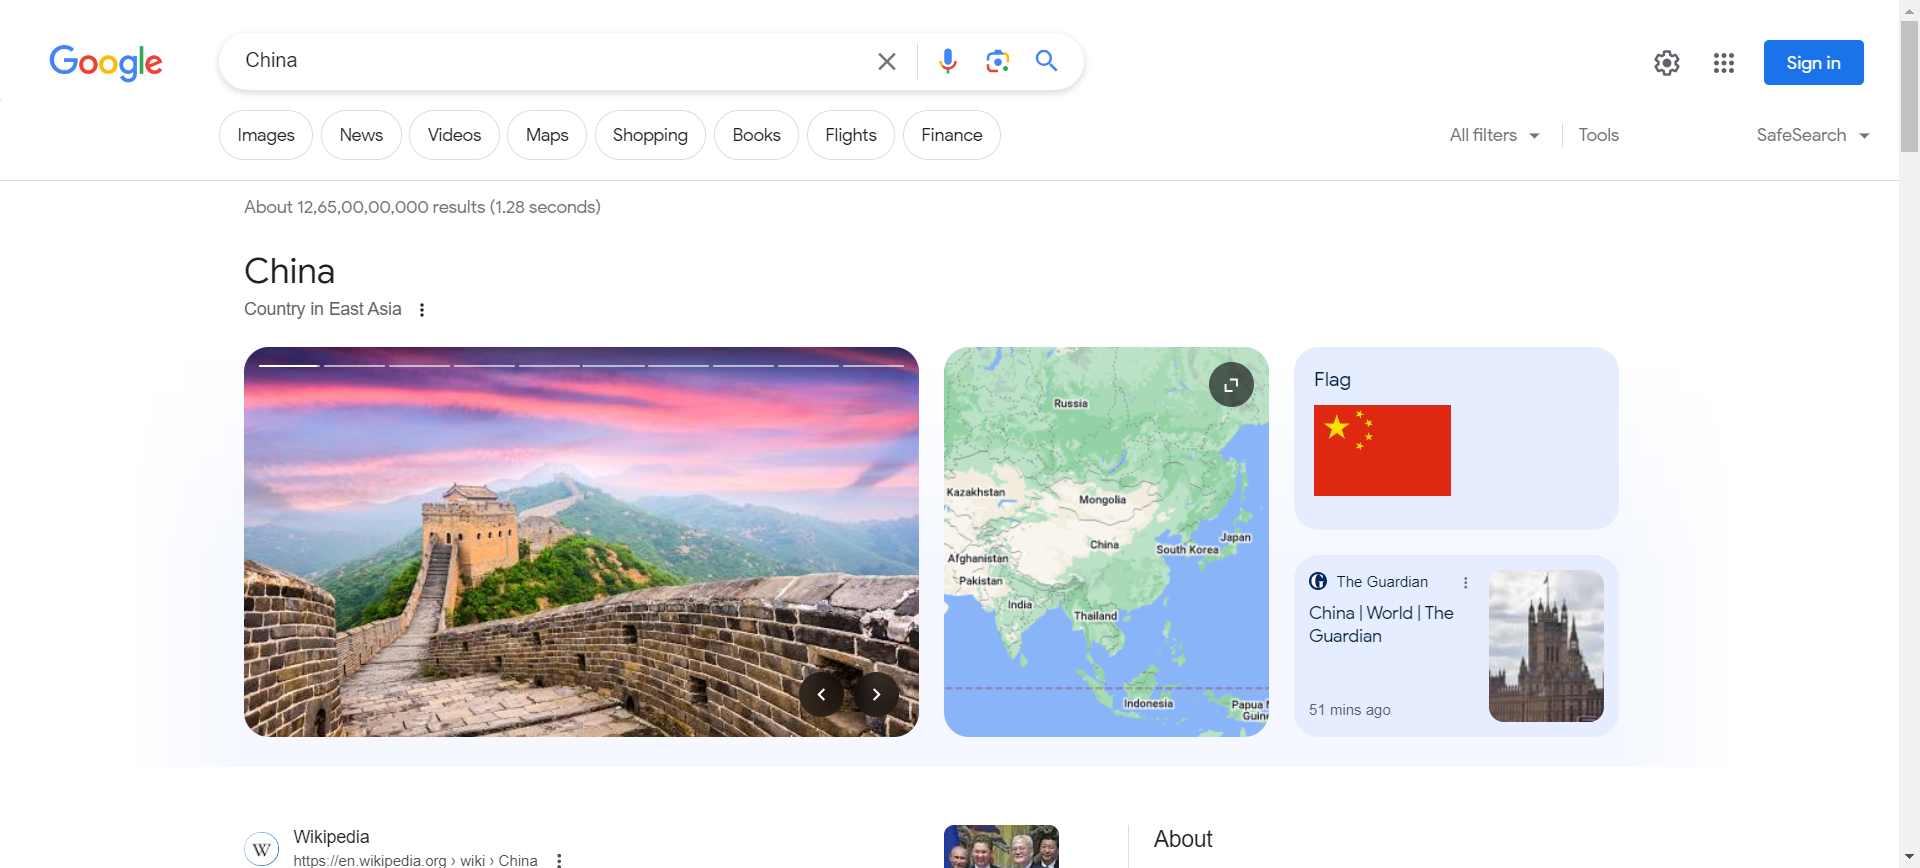 Google
China
Sign in
Images
News
Videos
Maps
Shopping
Books
Flights
Finance
All filters
Tools
SafeSearch
About 12,65,00,00,000 results (1.28 seconds)
China
Country in East Asia
Russia
Kazakhstan
Mongolia
China
Japan
South Korea
Afghanistan
Pakistan
India
Thailand
Indonesia
Papua
Flag
The Guardian
China | World | The
Guardian
51 mins ago
W
Wikipedia
https://en.wikipedia.org › wiki › China
About